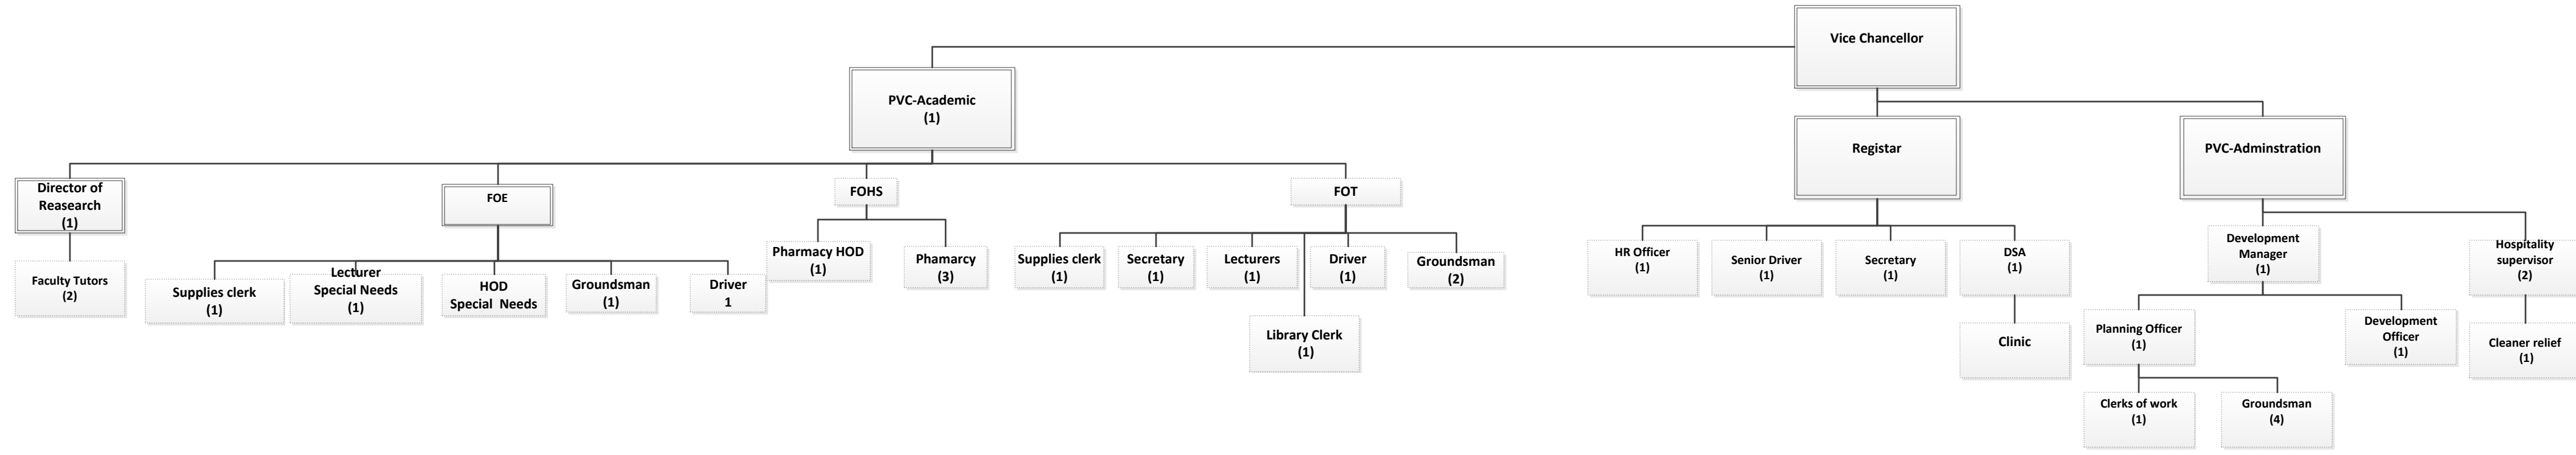 Vice Chancellor
PVC-Academic
(1)
Registar
PVC-Adminstration
Director of
Reasearch
(1)
FOE
FOHS
FOT
Faculty Tutors
(2)
Supplies clerk
(1)
Lecturer
Special Needs
(1)
HOD
Special  Needs
Groundsman
(1)
Driver
1
Pharmacy HOD
(1)
Phamarcy
(3)
Supplies clerk
(1)
Secretary
(1)
Lecturers
(1)
Driver
(1)
Groundsman
(2)
Library Clerk
(1)
HR Officer
(1)
Senior Driver
(1)
Secretary
(1)
DSA
(1)
Clinic
Development
Manager
(1)
Hospitality
supervisor
(2)
Planning Officer
(1)
Development
Officer
(1)
Cleaner relief
(1)
Clerks of work
(1)
Groundsman
(4)